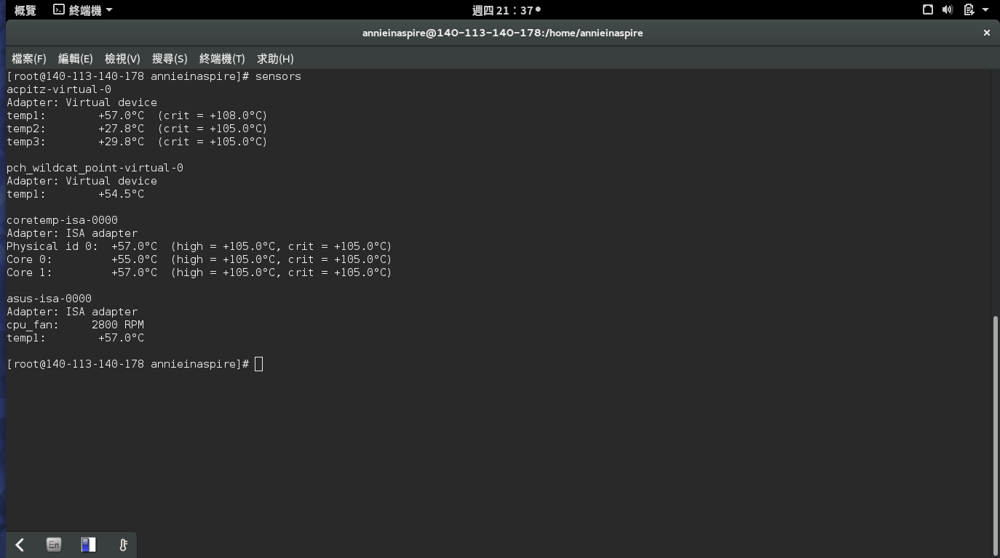 概覽 終端機 週四 21：37
annieinaspire@140-113-140-178:/home/annieinaspire
檔案(F) 編輯(E) 檢視(V) 搜尋(S) 終端機(T) 求助(H)
[root@140-113-140-178 annieinaspire]# sensors
acpitz-virtual-0
Adapter: Virtual device
temp1:        +57.0°C  (crit = +108.0°C)
temp2:        +27.8°C  (crit = +105.0°C)
temp3:        +29.8°C  (crit = +105.0°C)
pch_wildcat_point-virtual-0
Adapter: Virtual device
temp1:        +54.5°C
coretemp-isa-0000
Adapter: ISA adapter
Physical id 0:  +57.0°C  (high = +105.0°C, crit = +105.0°C)
Core 0:         +55.0°C  (high = +105.0°C, crit = +105.0°C)
Core 1:         +57.0°C  (high = +105.0°C, crit = +105.0°C)
asus-isa-0000
Adapter: ISA adapter
cpu_fan:     2800 RPM
temp1:        +57.0°C
[root@140-113-140-178 annieinaspire]#
En